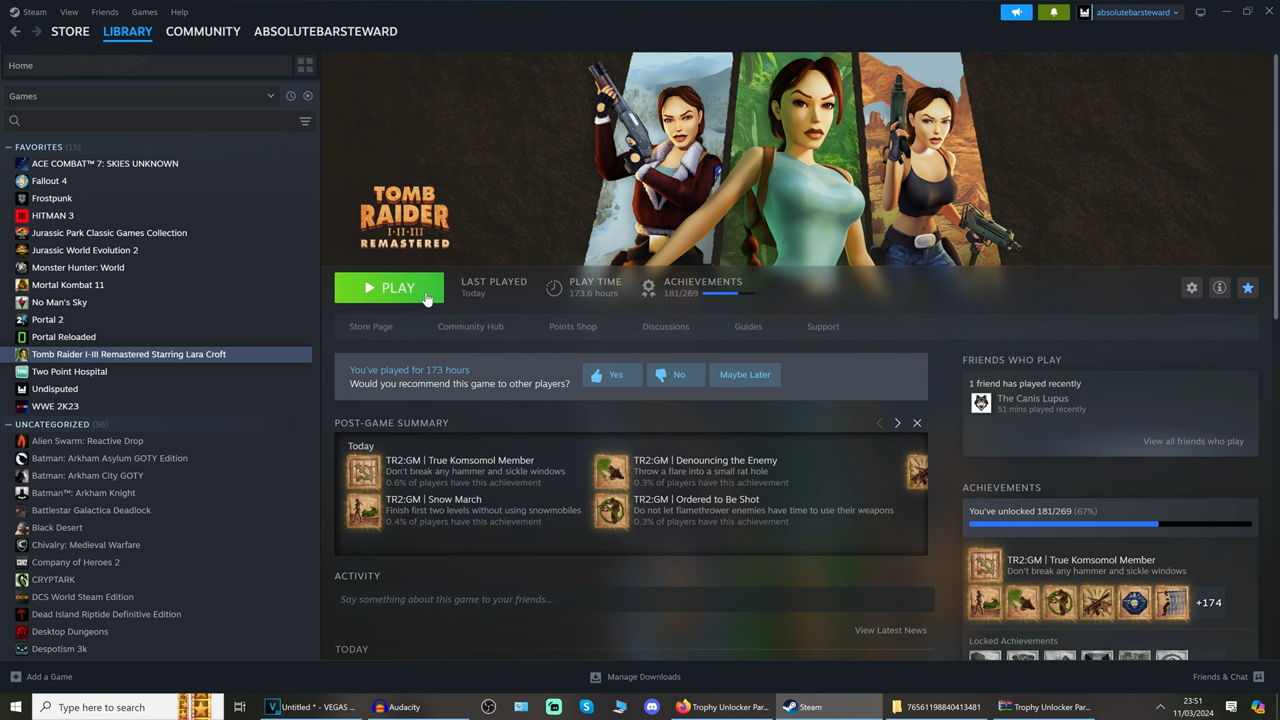 Steam View Friends Games Help
absolutebarsteward
STORE LIBRARY COMMUNITY ABSOLUTEBARSTEWARD
Home
Games
FAVORITES (15)
ACE COMBAT™ 7: SKIES UNKNOWN
Fallout 4
Frostpunk
HITMAN 3
Jurassic Park Classic Games Collection
Jurassic World Evolution 2
Monster Hunter: World
Mortal Kombat 11
No Man's Sky
Portal 2
Portal Reloaded
Tomb Raider I-III Remastered Starring Lara Croft
Two Point Hospital
Undisputed
WWE 2K23
UNCATEGORIZED (56)
Alien Swarm: Reactive Drop
Batman: Arkham Asylum GOTY Edition
Batman: Arkham City GOTY
Batman™: Arkham Knight
Battlestar Galactica Deadlock
Black Desert
Chivalry: Medieval Warfare
Company of Heroes 2
CRYPTARK
DCS World Steam Edition
Dead Island Riptide Definitive Edition
Desktop Dungeons
Despotism 3k
TOMB
RAIDER
I•II•III
REMASTERED
PLAY
LAST PLAYED
Today
PLAY TIME
173.6 hours
ACHIEVEMENTS
181/269
Store Page Community Hub Points Shop Discussions Guides Support
You've played for 173 hours
Would you recommend this game to other players?
Yes No Maybe Later
POST-GAME SUMMARY
Today
TR2:GM | True Komsomol Member
Don't break any hammer and sickle windows
0.6% of players have this achievement
TR2:GM | Denouncing the Enemy
Throw a flare into a small rat hole
0.3% of players have this achievement
TR2:GM | Snow March
Finish first two levels without using snowmobiles
0.4% of players have this achievement
TR2:GM | Ordered to Be Shot
Do not let flamethrower enemies have time to use their weapons
0.3% of players have this achievement
ACTIVITY
Say something about this game to your friends...
View Latest News
TODAY
FRIENDS WHO PLAY
1 friend has played recently
The Canis Lupus
51 mins played recently
View all friends who play
ACHIEVEMENTS
You've unlocked 181/269 (67%)
TR2:GM | True Komsomol Member
Don't break any hammer and sickle windows
+174
Locked Achievements
Add a Game
Manage Downloads
Friends & Chat
Type here to search
Untitled * - VEGAS ...
Audacity
Trophy Unlocker Par...
Steam
76561198840413481
Trophy Unlocker Par...
23:51
11/03/2024